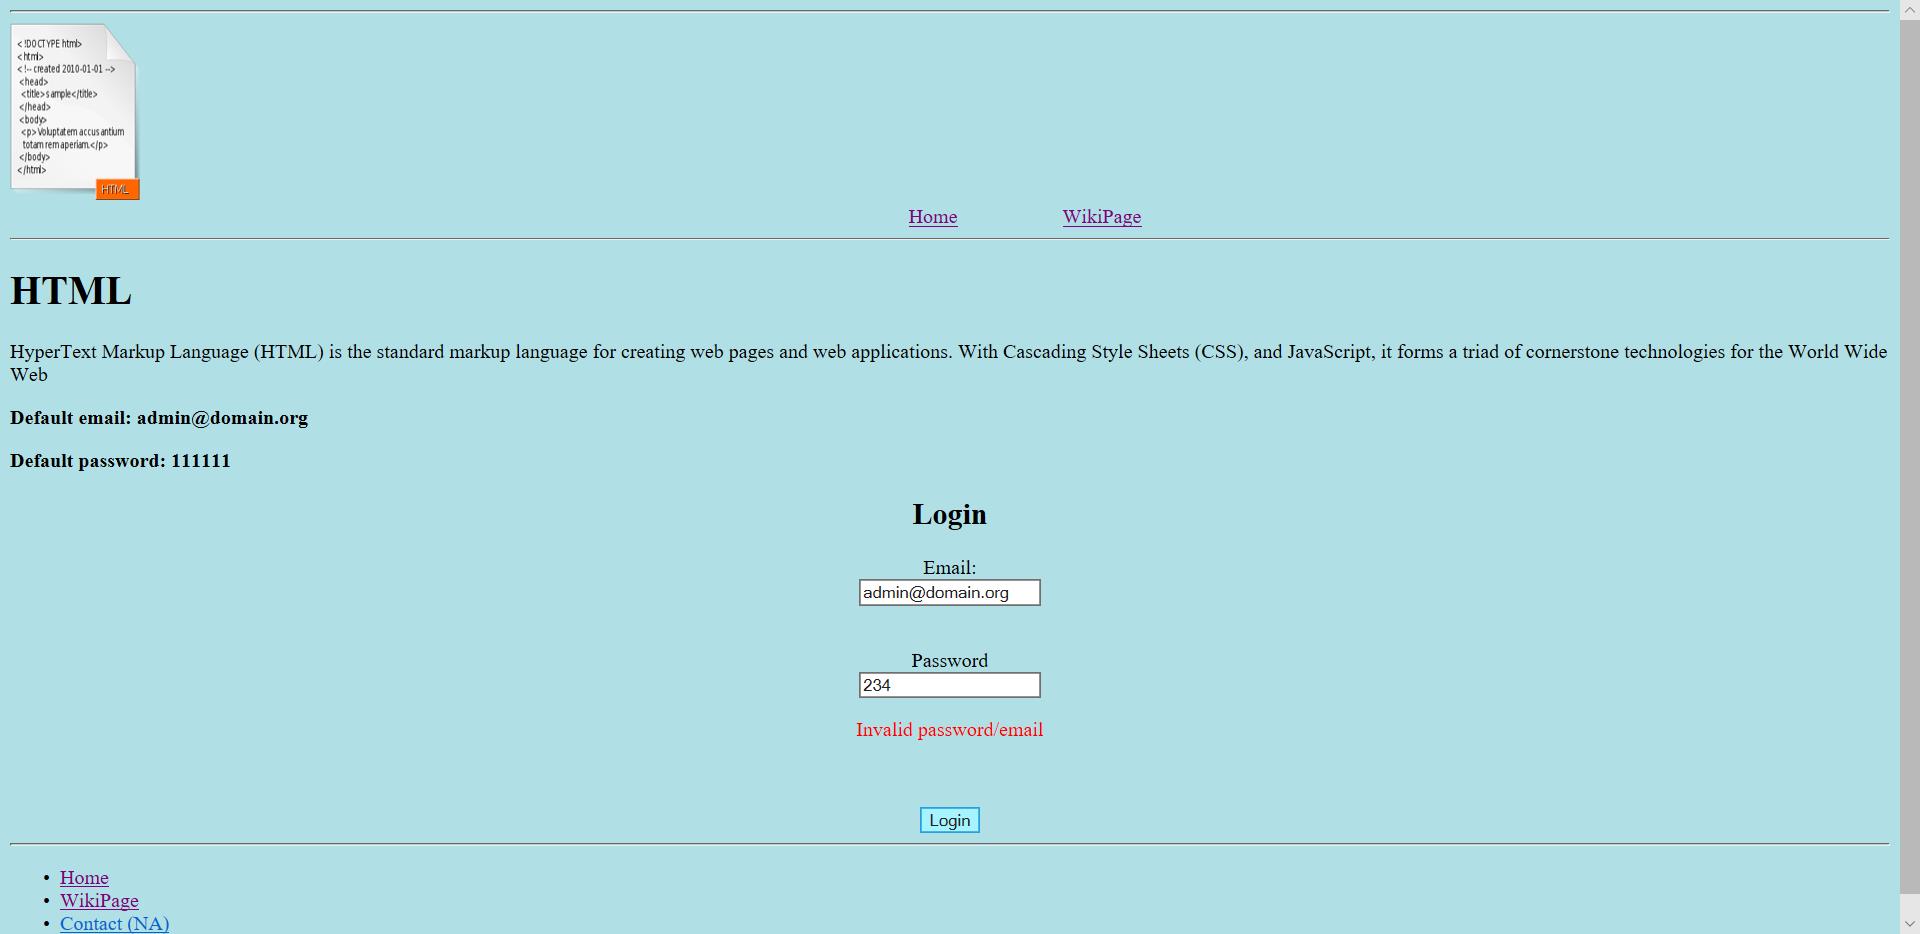 < !DOCTYPE html>
<html>
< !-- created 2010-01-01 -->
<head>
<title>sample</title>
</head>
<body>
<p>Voluptatem accusantium
totam rem aperiam.</p>
</body>
</html>
HTML
Home WikiPage
HTML
HyperText Markup Language (HTML) is the standard markup language for creating web pages and web applications. With Cascading Style Sheets (CSS), and JavaScript, it forms a triad of cornerstone technologies for the World Wide
Web
Default email: admin@domain.org
Default password: 111111
Login
Email:
admin@domain.org
Password
234
Invalid password/email
Login
• Home
• WikiPage
• Contact (NA)